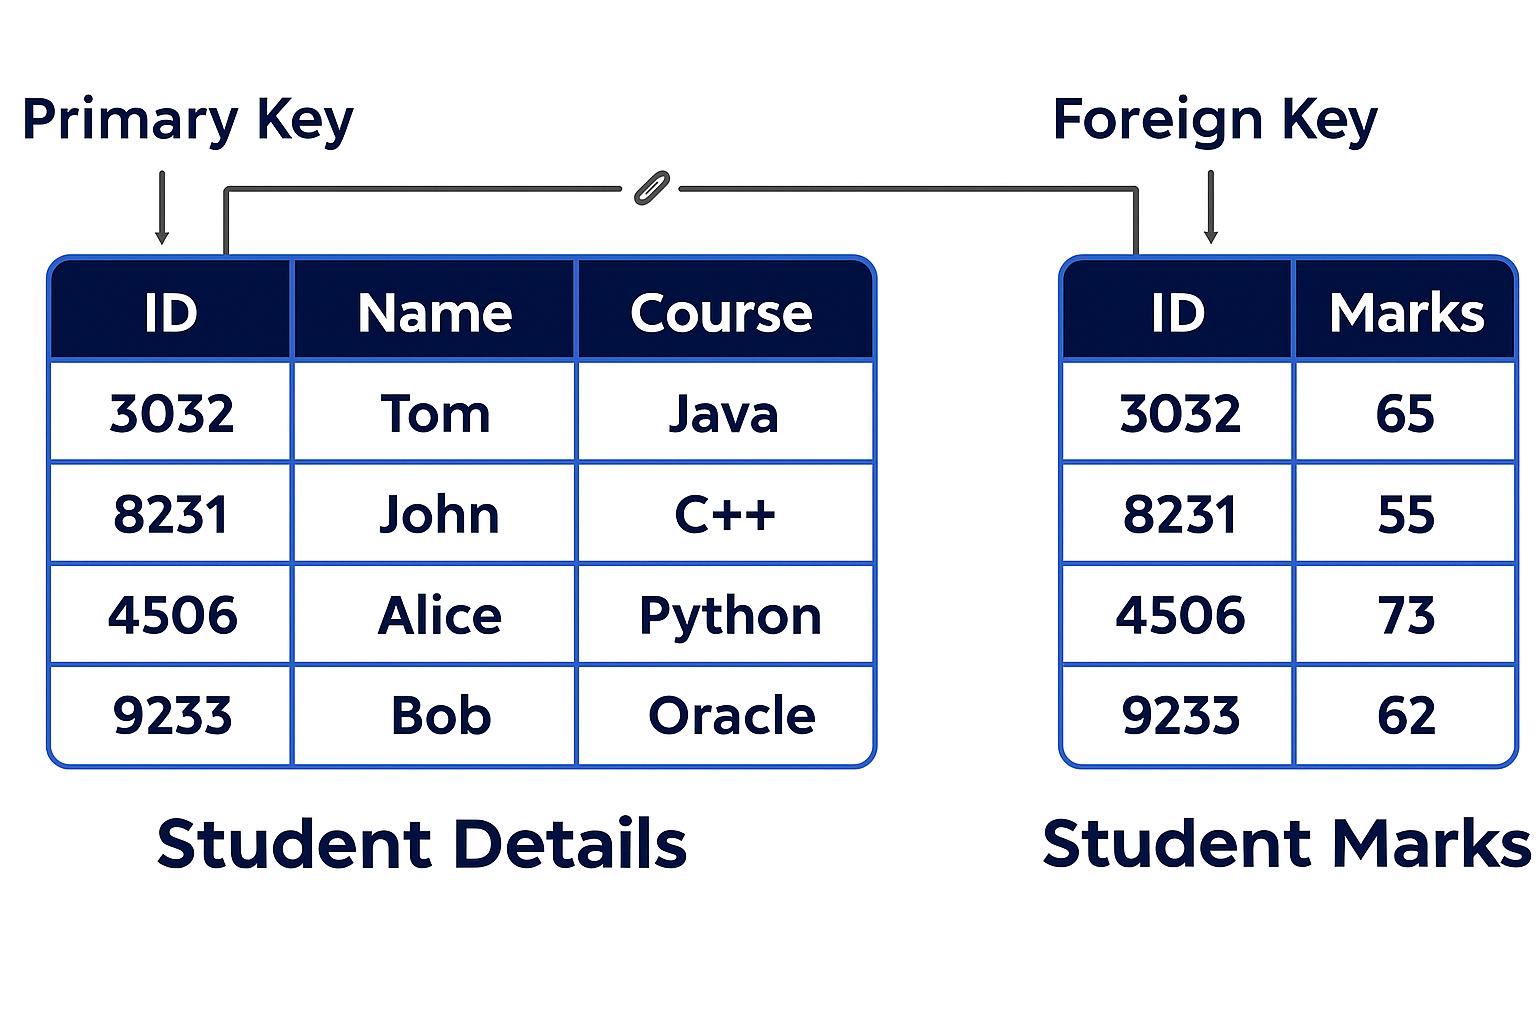 Primary Key
Foreign Key
ID Name Course
3032 Tom Java
8231 John C++
4506 Alice Python
9233 Bob Oracle
Student Details
ID Marks
3032 65
8231 55
4506 73
9233 62
Student Marks